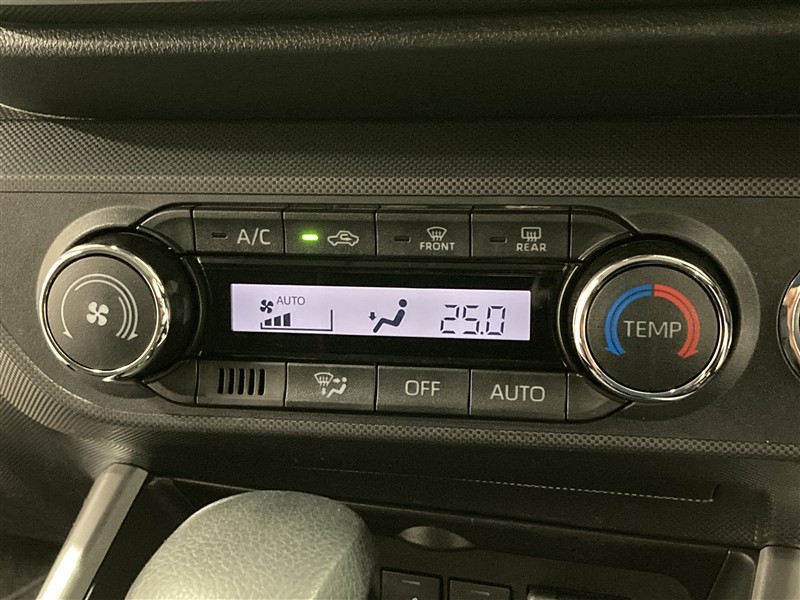 A/C
FRONT
REAR
AUTO
25.0
TEMP
OFF
AUTO